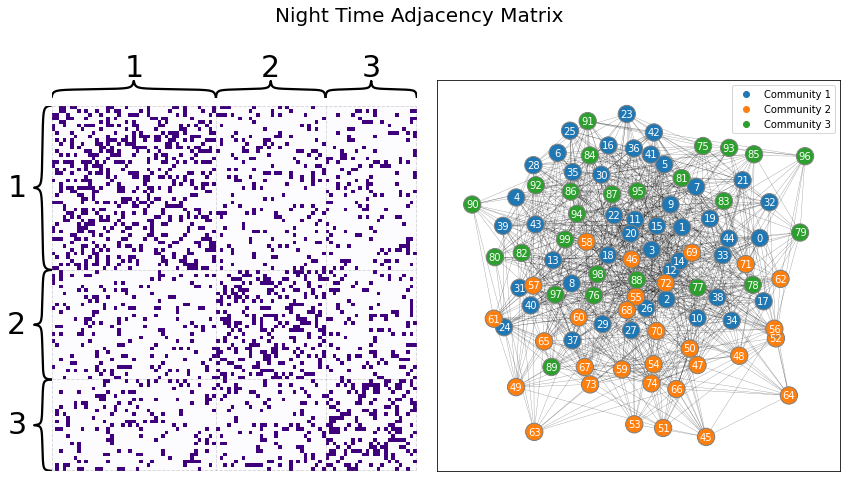 Night Time Adjacency Matrix
1
2
3
1
2
3
Community 1
Community 2
Community 3
23
91
25 42
16 36 75 93
6 84 41 85 96
28 5
35 30 81 21
92 86 87 95 7
90 4 9 83 32
94 22 11 19
39 43 15 1
20 79
99 58 44 0
80 82 13 18 46 3 14 69 33
98 12 71
88 62
31 57 8 72 77 78
97 76 55 2 38 17
40 68 26
61 60 10 34
24 29 27 70 56
65 37 52
50 48
89 67 59 54 47
49 73 74 66 64
53 51
63 45